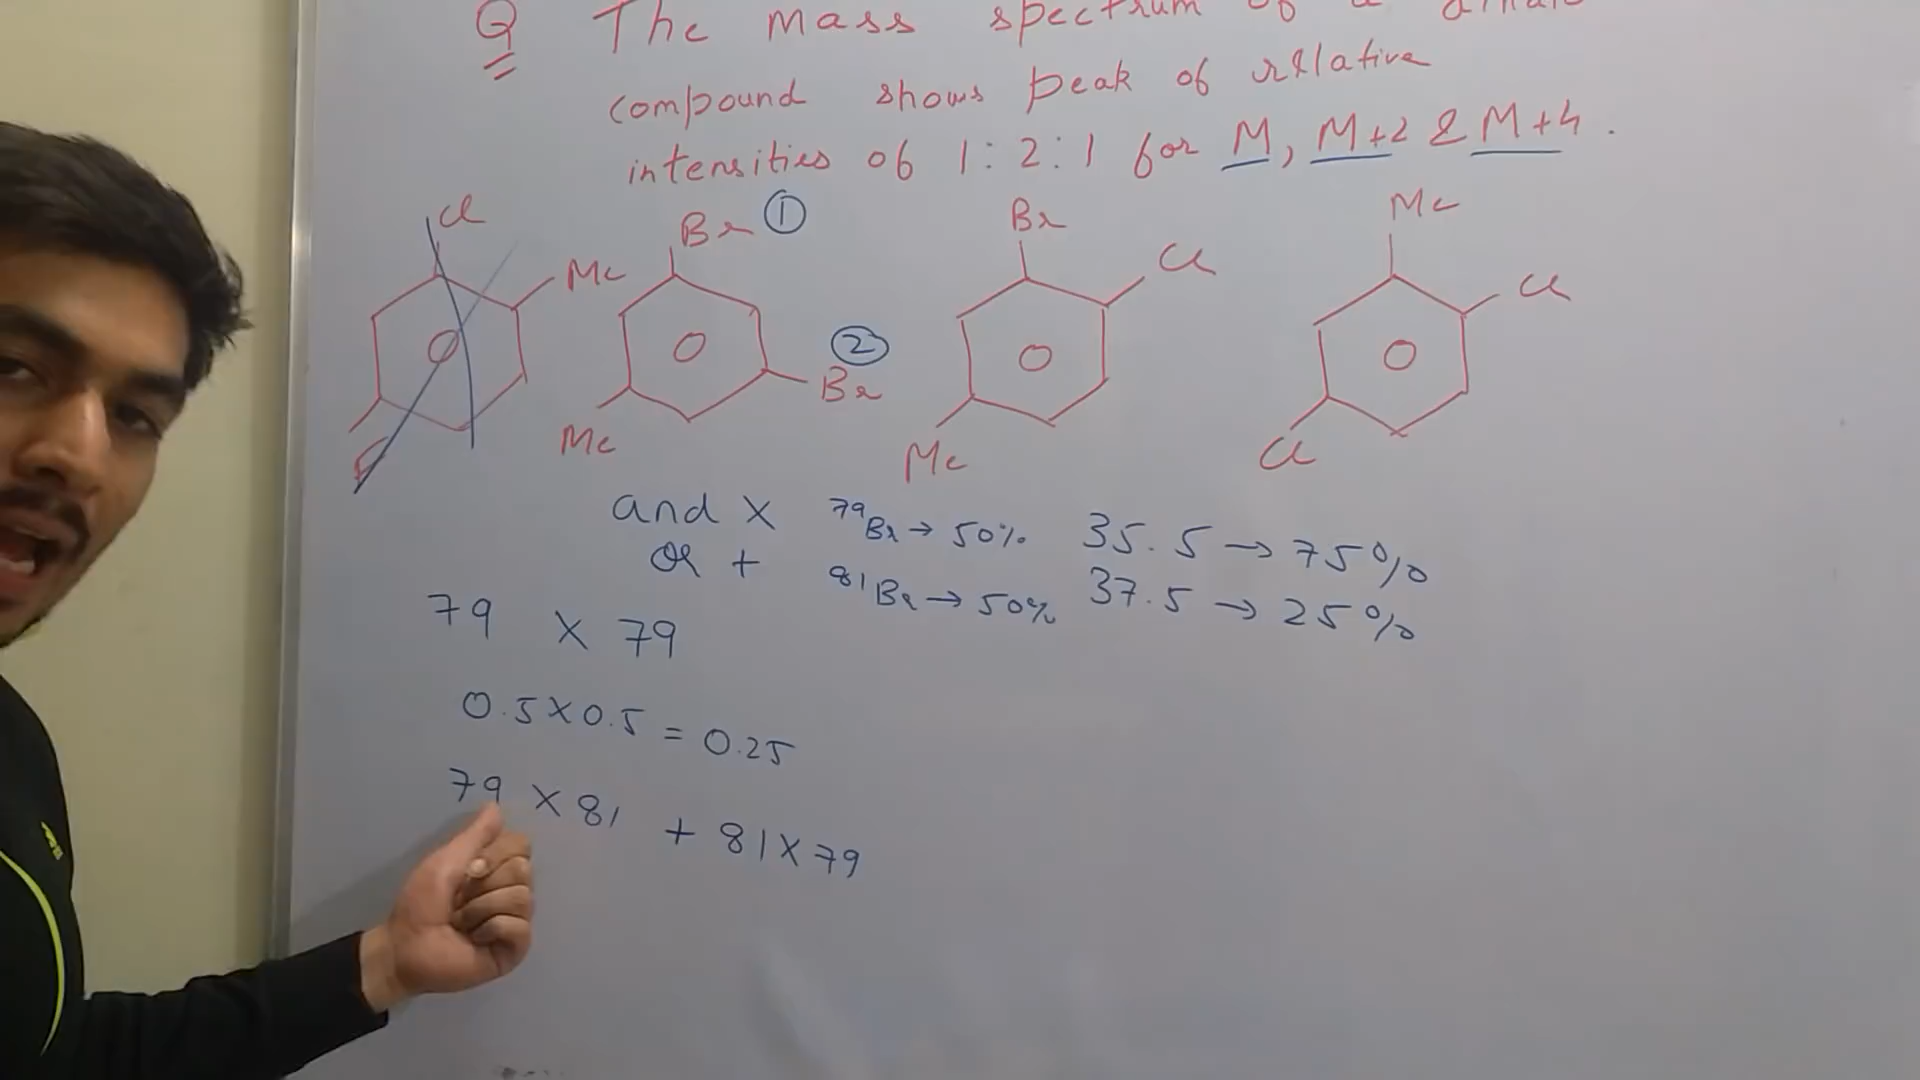 Q The mass spectrum of a
compound shows peak of relative
intensities of 1:2:1 for M, M+2 & M+4.
Cl
Me
Br ①
Br ②
Me
Br
Cl
Me
Me
Cl
Cl
and X
or +
79Br → 50%
81Br → 50%
35.5 → 75%
37.5 → 25%
79 X 79
0.5 X 0.5 = 0.25
79 X 81 + 81 X 79